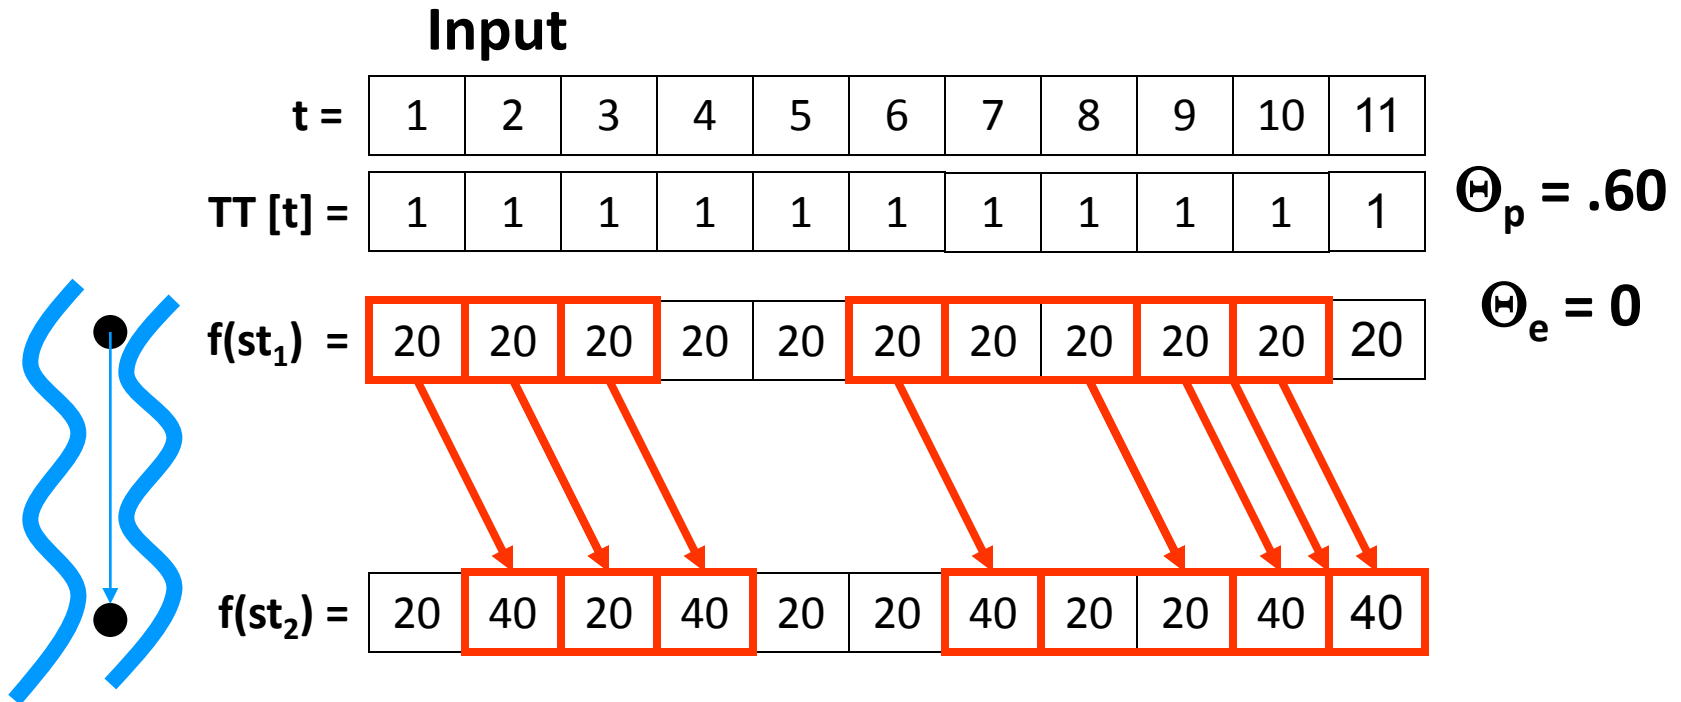 Input
t = 1 2 3 4 5 6 7 8 9 10 11
TT [t] = 1 1 1 1 1 1 1 1 1 1 1
Θp = .60
Θe = 0
f(st1) = 20 20 20 20 20 20 20 20 20 20 20
f(st2) = 20 40 20 40 20 20 40 20 20 40 40